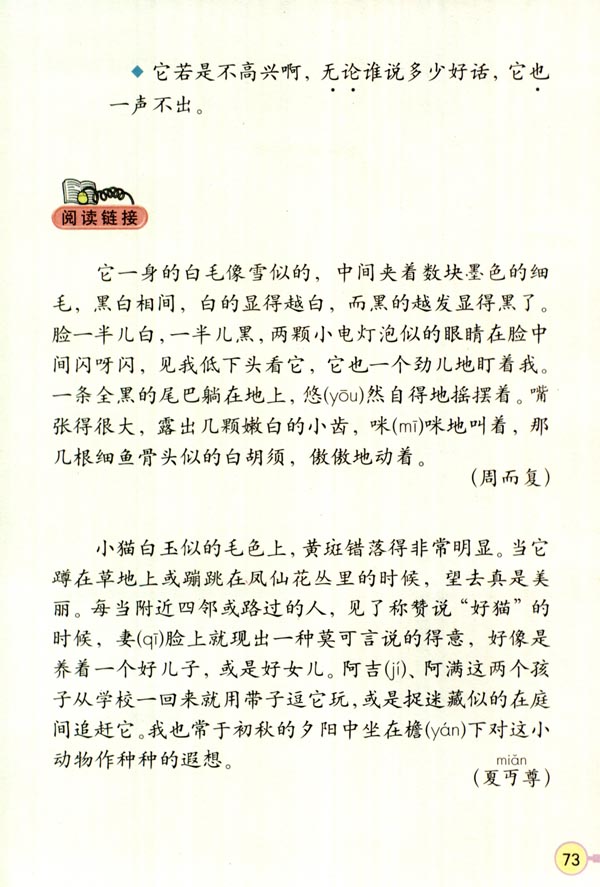 ◆ 它若是不高兴啊，无论谁说多少好话，它也
一声不出。
阅读链接
它一身的白毛像雪似的，中间夹着数块墨色的细
毛，黑白相间，白的显得越白，而黑的越发显得黑了。
脸一半儿白，一半儿黑，两颗小电灯泡似的眼睛在脸中
间闪呀闪，见我低下头看它，它也一个劲儿地盯着我。
一条全黑的尾巴躺在地上，悠(yōu)然自得地摇摆着。嘴
张得很大，露出几颗嫩白的小齿，咪(mī)咪地叫着，那
几根细鱼骨头似的白胡须，傲傲地动着。
（周而复）
小猫白玉似的毛色上，黄斑错落得非常明显。当它
蹲在草地上或蹦跳在凤仙花丛里的时候，望去真是美
丽。每当附近四邻或路过的人，见了称赞说“好猫”的
时候，妻(qī)脸上就现出一种莫可言说的得意，好像是
养着一个好儿子，或是好女儿。阿吉(jí)、阿满这两个孩
子从学校一回来就用带子逗它玩，或是捉迷藏似的在庭
间追赶它。我也常于初秋的夕阳中坐在檐(yán)下对这小
动物作种种的遐想。
miǎn
（夏丏尊）
73